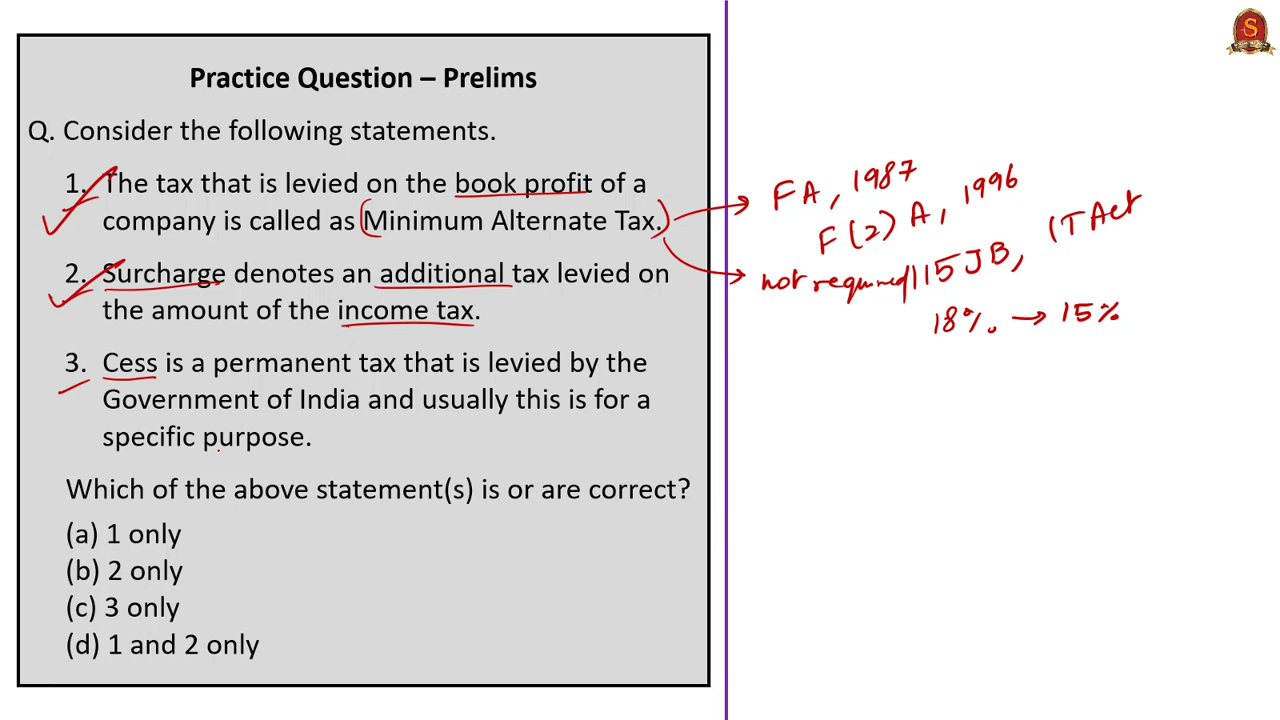 Practice Question – Prelims
Q. Consider the following statements.
1. The tax that is levied on the book profit of a
company is called as (Minimum Alternate Tax.)
2. Surcharge denotes an additional tax levied on
the amount of the income tax.
3. Cess is a permanent tax that is levied by the
Government of India and usually this is for a
specific purpose.
Which of the above statement(s) is or are correct?
(a) 1 only
(b) 2 only
(c) 3 only
(d) 1 and 2 only
S
FA, 1987
F(2) A, 1996
not required 115JB, IT Act
18% → 15%